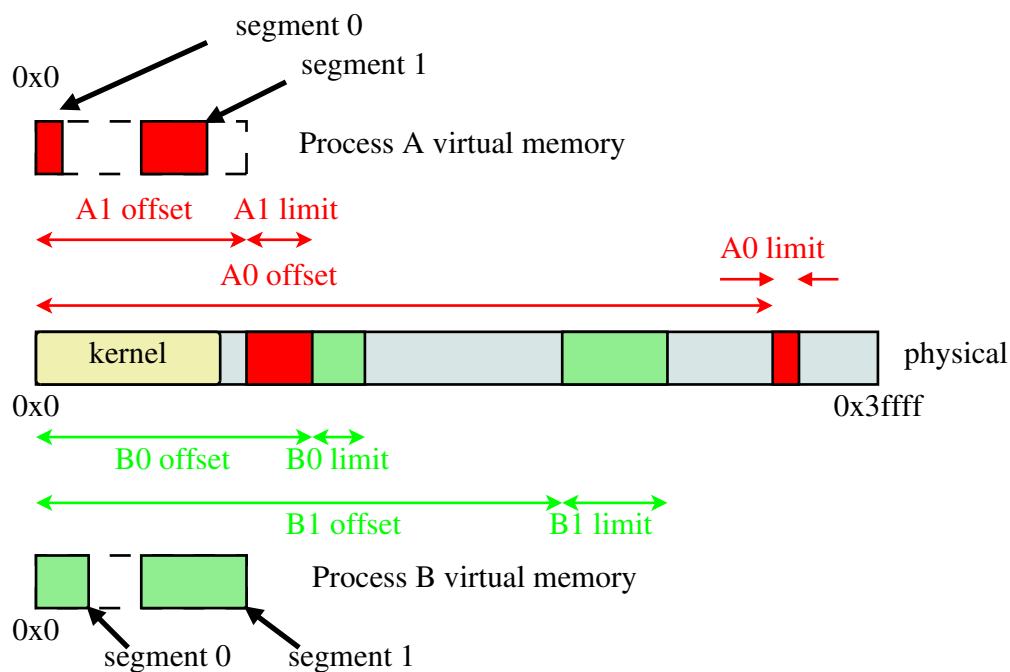 segment 0
segment 1
0x0
Process A virtual memory
A1 offset
A1 limit
A0 limit
A0 offset
kernel
physical
0x0
0x3ffff
B0 offset
B0 limit
B1 offset
B1 limit
Process B virtual memory
0x0
segment 0
segment 1